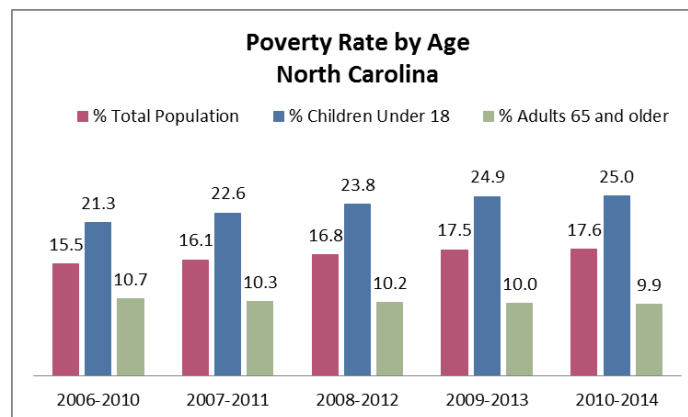 Poverty Rate by Age
North Carolina
% Total Population % Children Under 18 % Adults 65 and older
15.5 21.3 10.7 16.1 22.6 10.3 16.8 23.8 10.2 17.5 24.9 10.0 17.6 25.0 9.9
2006-2010 2007-2011 2008-2012 2009-2013 2010-2014